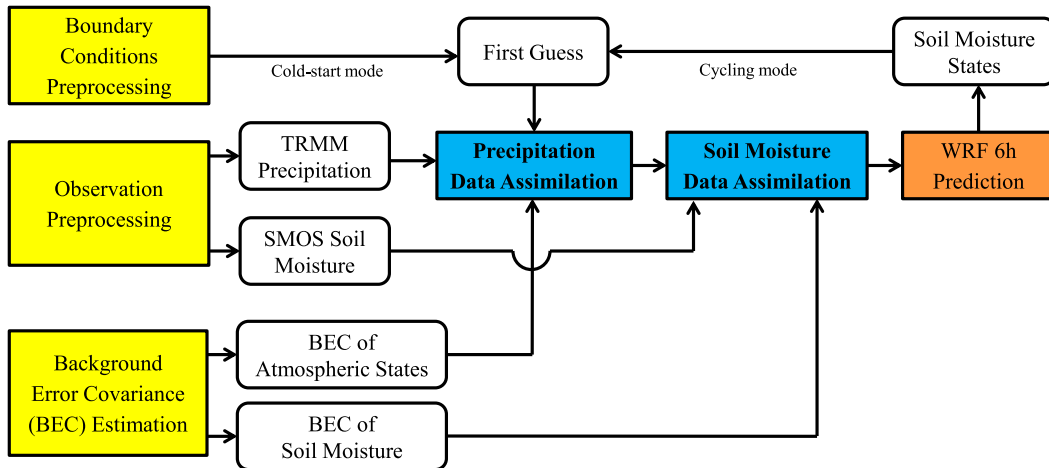 Boundary
Conditions
Preprocessing
Cold-start mode
First Guess
Cycling mode
Soil Moisture
States
Observation
Preprocessing
TRMM
Precipitation
Precipitation
Data Assimilation
Soil Moisture
Data Assimilation
WRF 6h
Prediction
SMOS Soil
Moisture
Background
Error Covariance
(BEC) Estimation
BEC of
Atmospheric States
BEC of
Soil Moisture